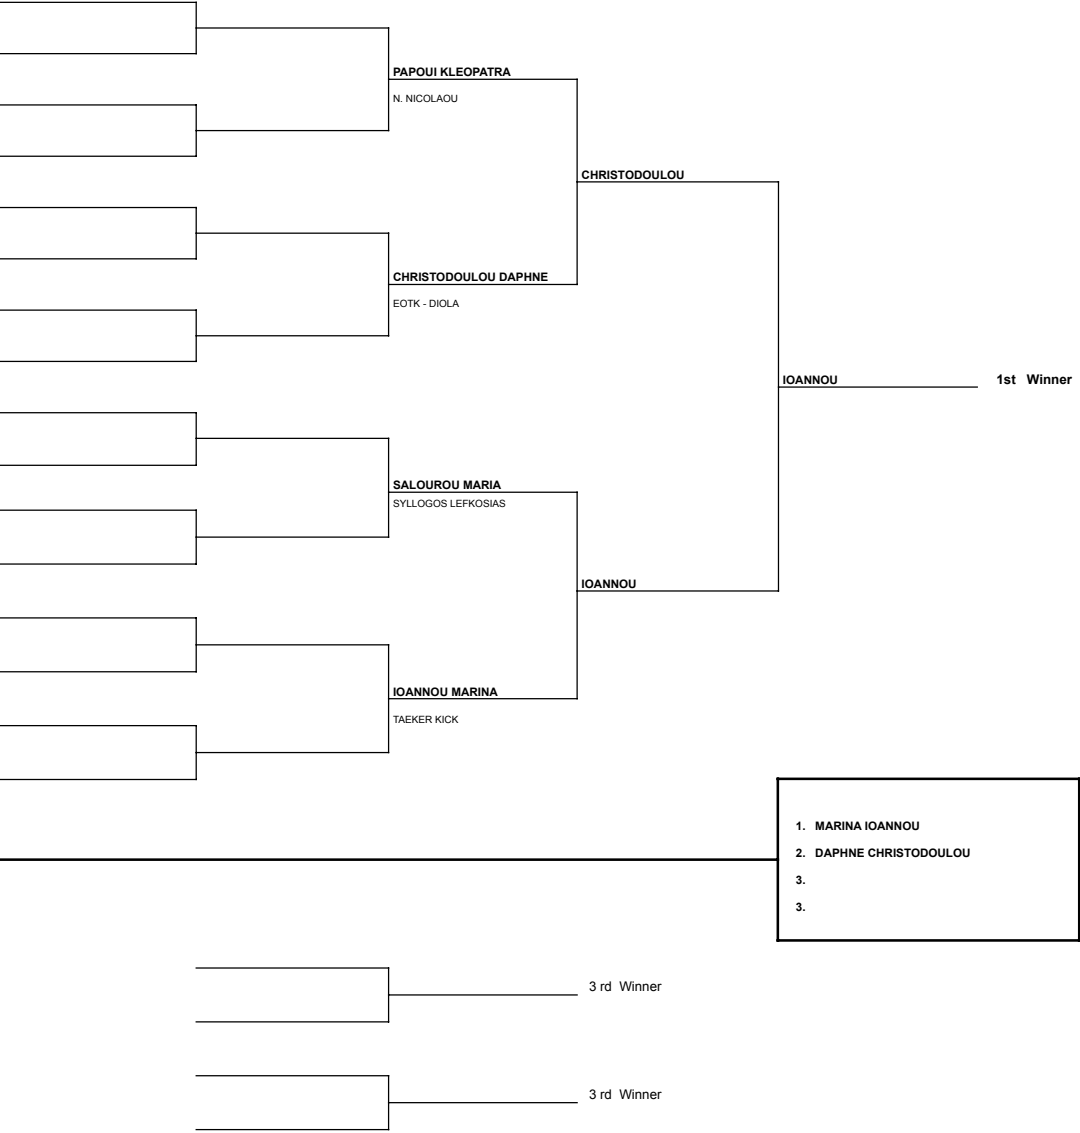 PAPOUI KLEOPATRA
N. NICOLAOU
CHRISTODOULOU
CHRISTODOULOU DAPHNE
EOTK - DIOLA
IOANNOU
1st Winner
SALOUROU MARIA
SYLLOGOS LEFKOSIAS
IOANNOU
IOANNOU MARINA
TAEKER KICK
1. MARINA IOANNOU
2. DAPHNE CHRISTODOULOU
3.
3.
3 rd Winner
3 rd Winner